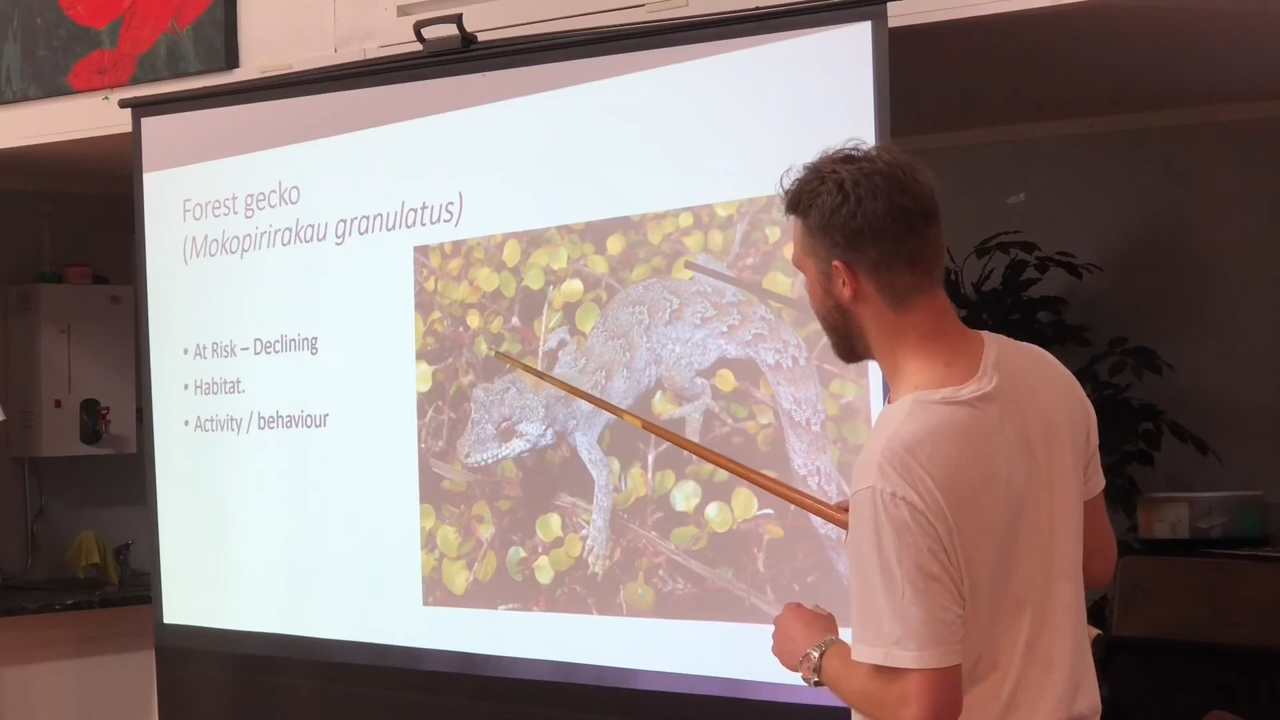 Forest gecko
(Mokopirirakau granulatus)
• At Risk – Declining
• Habitat.
• Activity / behaviour